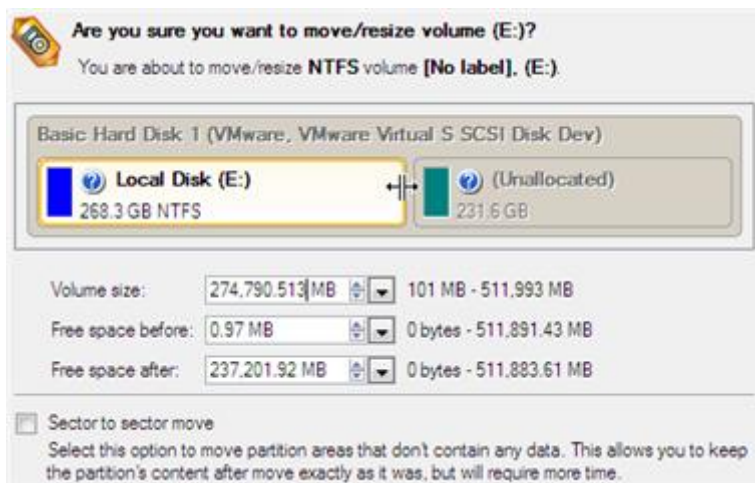 Are you sure you want to move/resize volume (E:)?
You are about to move/resize NTFS volume [No label], (E:).
Basic Hard Disk 1 (VMware, VMware Virtual S SCSI Disk Dev)
Local Disk (E:)
268.3 GB NTFS
(Unallocated)
231.6 GB
Volume size: 274,790.513 MB 101 MB - 511,993 MB
Free space before: 0.97 MB 0 bytes - 511,891.43 MB
Free space after: 237,201.92 MB 0 bytes - 511,883.61 MB
Sector to sector move
Select this option to move partition areas that don't contain any data. This allows you to keep
the partition's content after move exactly as it was, but will require more time.